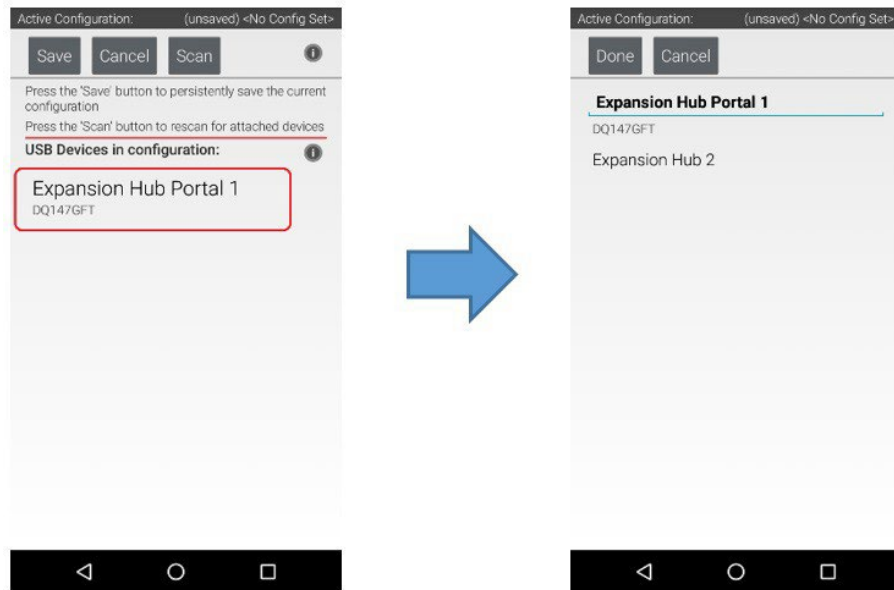 Active Configuration: (unsaved) <No Config Set>
Save Cancel Scan
Press the 'Save' button to persistently save the current
configuration
Press the 'Scan' button to rescan for attached devices
USB Devices in configuration:
Expansion Hub Portal 1
DQ147GFT
Active Configuration: (unsaved) <No Config Set>
Done Cancel
Expansion Hub Portal 1
DQ147GFT
Expansion Hub 2